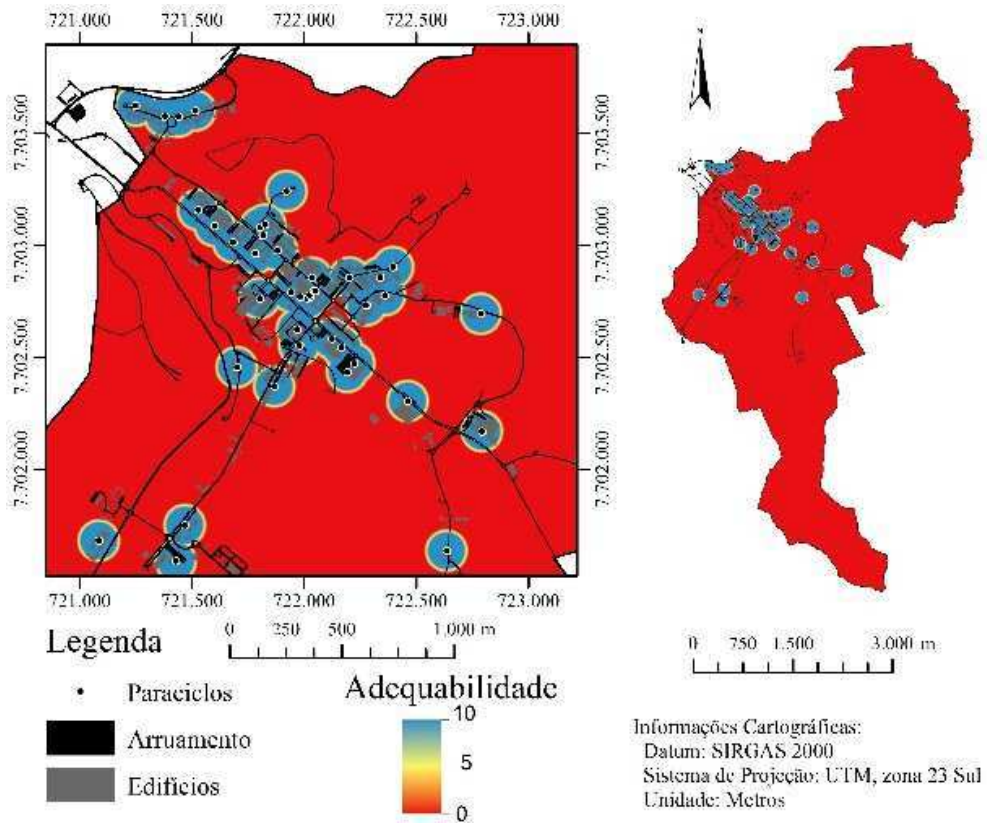 721.000 721.500 722.000 722.500 723.000
7.703.500
7.703.000
7.702.500
7.702.000
7.703.500
7.703.000
7.702.500
7.702.000
721.000 721.500 722.000 722.500 723.000
Legenda
0 250 500 1.000 m
Paraciclos
Arruamento
Edifícios
Adequabilidade
10
5
0
0 750 1.500 3.000 m
Informações Cartográficas:
Datum: SIRGAS 2000
Sistema de Projeção: UTM, zona 23 Sul
Unidade: Metros